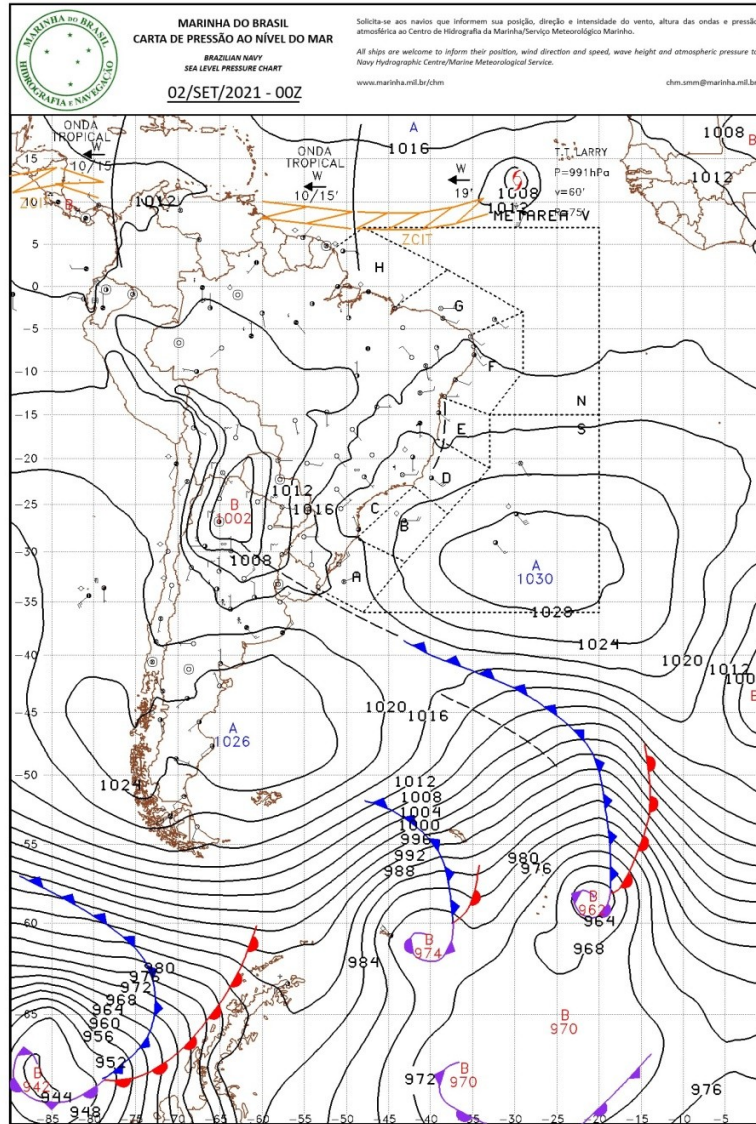 MARINHA DO BRASIL
HIDROGRAFIA E NAVEGAÇÃO
MARINHA DO BRASIL
CARTA DE PRESSÃO AO NÍVEL DO MAR
BRAZILIAN NAVY
SEA LEVEL PRESSURE CHART
02/SET/2021 - 00Z
Solicita-se aos navios que informem sua posição, direção e intensidade do vento, altura das ondas e pressão
atmosférica ao Centro de Hidrografia da Marinha/Serviço Meteorológico Marinho.
All ships are welcome to inform their position, wind direction and speed, wave height and atmospheric pressure to
Navy Hydrographic Centre/Marine Meteorological Service.
www.marinha.mil.br/chm
chm.smm@marinha.mil.b
ONDA
TROPICAL
W
10/15'
ZCIT
B
1012
ONDA
TROPICAL
W
10/15'
A
1016
W
19'
ZCIT
T.T. LARRY
P=991hPa
V=60'
1008
1012
METAREA V
1008
B
1012
H
G
F
N
E
S
D
C
B
A
B
1002
1012
1016
1008
A
1030
1028
1024
1020
1012
B
A
1026
1024
1020
1016
1012
1008
1004
1000
996
992
988
980
976
B
962
964
968
B
974
984
B
970
B
970
972
976
980
976
972
968
964
960
956
952
B
942
944
948
15
10
5
0
-5
-10
-15
-20
-25
-30
-35
-40
-45
-50
-55
-60
-65
-85 -80 -75 -70 -65 -60 -55 -50 -45 -40 -35 -30 -25 -20 -15 -10 -5